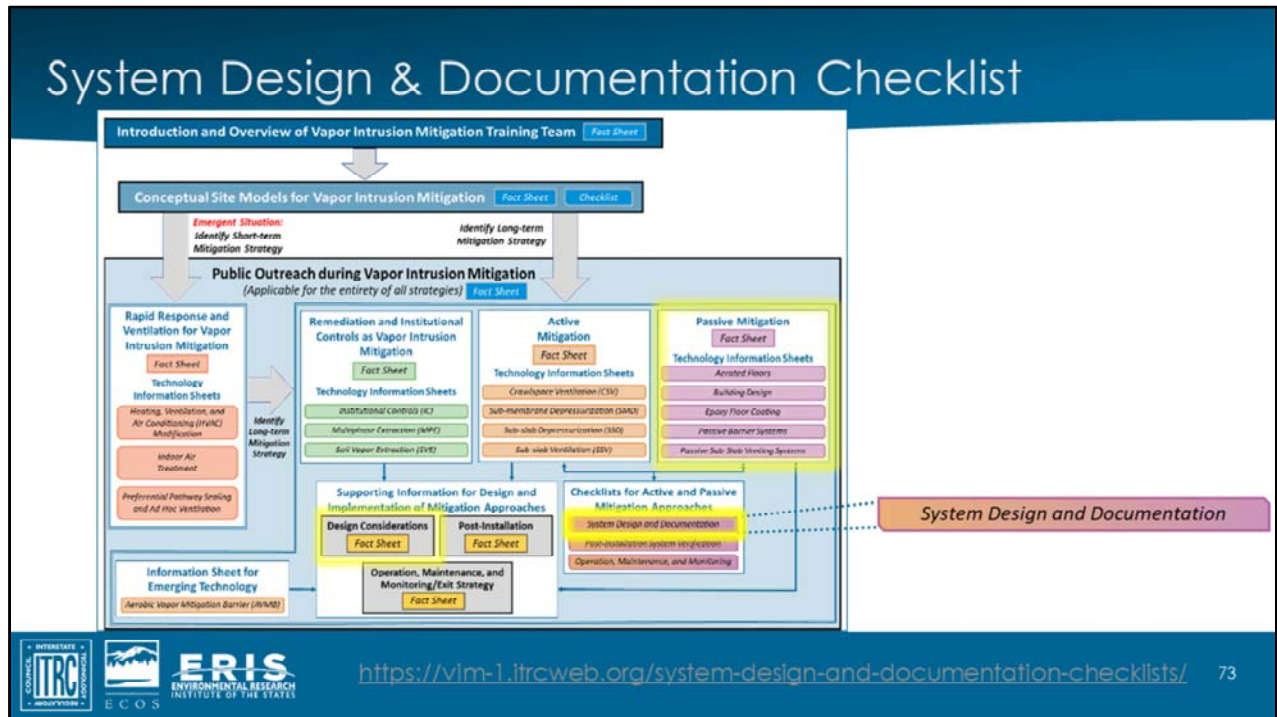 System Design & Documentation Checklist
Introduction and Overview of Vapor Intrusion Mitigation Training Team Fact Sheet
Conceptual Site Models for Vapor Intrusion Mitigation Fact Sheet Checklist
Emergent Situation:
Identify Short-term
Mitigation Strategy
Identify Long-term
Mitigation Strategy
Public Outreach during Vapor Intrusion Mitigation
(Applicable for the entirety of all strategies) Fact Sheet
Rapid Response and
Ventilation for Vapor
Intrusion Mitigation
Fact Sheet
Technology
Information Sheets
Heating, Ventilation, and
Air Conditioning (HVAC)
Modification
Indoor Air
Treatment
Preferential Pathway Sealing
and Ad Hoc Ventilation
Identify
Long-term
Mitigation
Strategy
Remediation and Institutional
Controls as Vapor Intrusion
Mitigation
Fact Sheet
Technology Information Sheets
Institutional Controls (IC)
Multiphase Extraction (MPE)
Soil Vapor Extraction (SVE)
Active
Mitigation
Fact Sheet
Technology Information Sheets
Crawlspace Ventilation (CSV)
Sub-membrane Depressurization (SMD)
Sub-slab Depressurization (SSD)
Sub-slab Ventilation (SSV)
Passive Mitigation
Fact Sheet
Technology Information Sheets
Aerated Floors
Building Design
Epoxy Floor Coating
Passive Barrier Systems
Passive Sub-Slab Venting Systems
Supporting Information for Design and
Implementation of Mitigation Approaches
Design Considerations
Fact Sheet
Post-Installation
Fact Sheet
Operation, Maintenance, and
Monitoring/Exit Strategy
Fact Sheet
Checklists for Active and Passive
Mitigation Approaches
System Design and Documentation
Post-Installation System Verification
Operation, Maintenance, and Monitoring
System Design and Documentation
Information Sheet for
Emerging Technology
Aerobic Vapor Mitigation Barrier (AVMB)
INTERSTATE
COUNCIL
ITRC
TECHNOLOGY
REGULATORY
ECOS
ERIS
ENVIRONMENTAL RESEARCH
INSTITUTE OF THE STATES
https://vim-1.itrcweb.org/system-design-and-documentation-checklists/
73